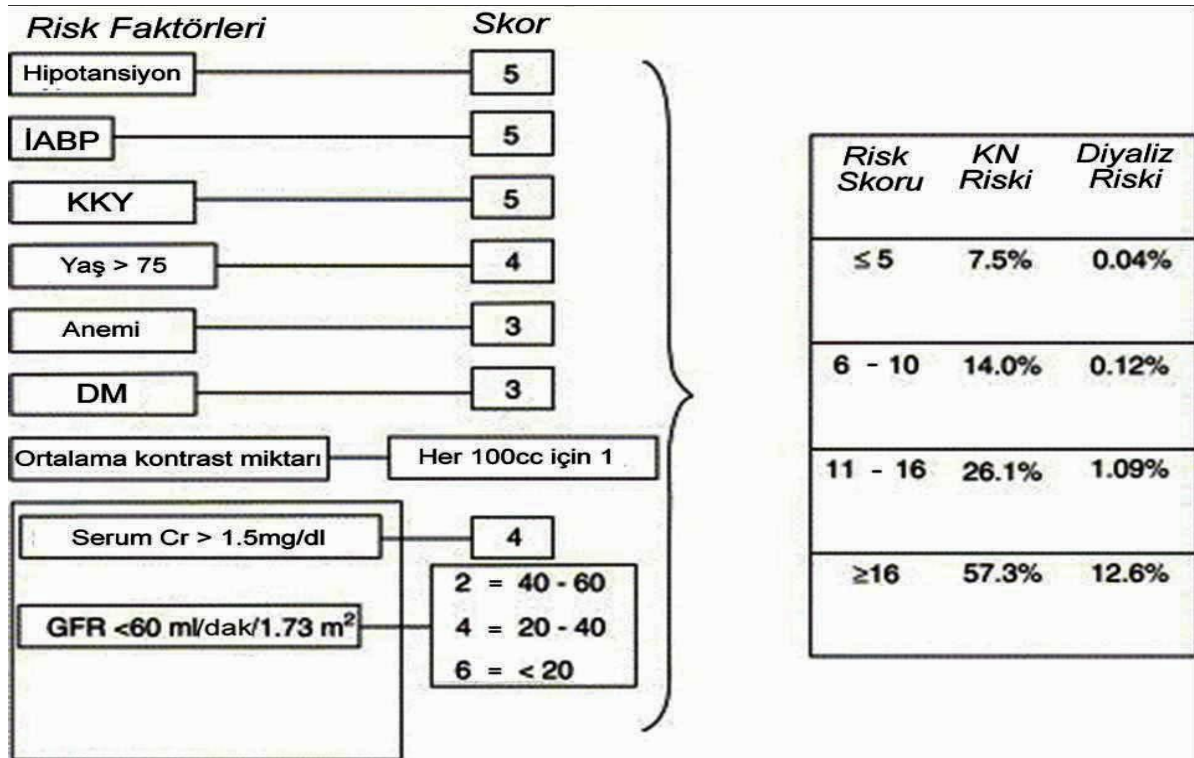 Risk Faktörleri Skor
Hipotansiyon 5
İABP 5
KKY 5
Yaş > 75 4
Anemi 3
DM 3
Ortalama kontrast miktarı Her 100cc için 1
Serum Cr > 1.5mg/dl 4
GFR <60 ml/dak/1.73 m²
2 = 40 - 60
4 = 20 - 40
6 = < 20
Risk Skoru KN Riski Diyaliz Riski
≤ 5 7.5% 0.04%
6 - 10 14.0% 0.12%
11 - 16 26.1% 1.09%
≥16 57.3% 12.6%